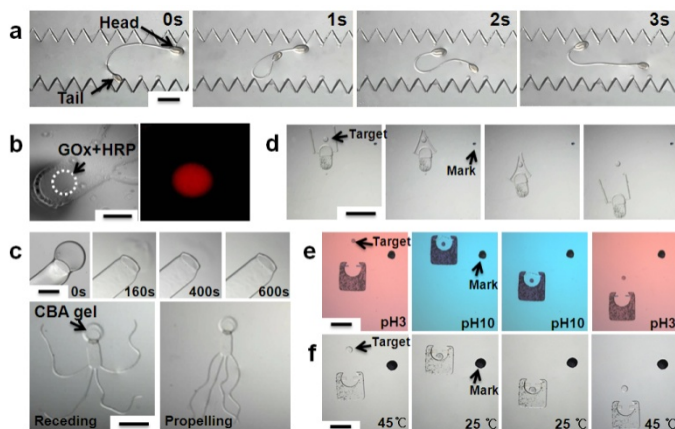 a
Head
0s
1s
2s
3s
Tail
b
GOx+HRP
d
Target
Mark
c
0s
160s
400s
600s
CBA gel
Receding
Propelling
e
Target
Mark
pH3
pH10
pH10
pH3
f
Target
Mark
45℃
25℃
25℃
45℃